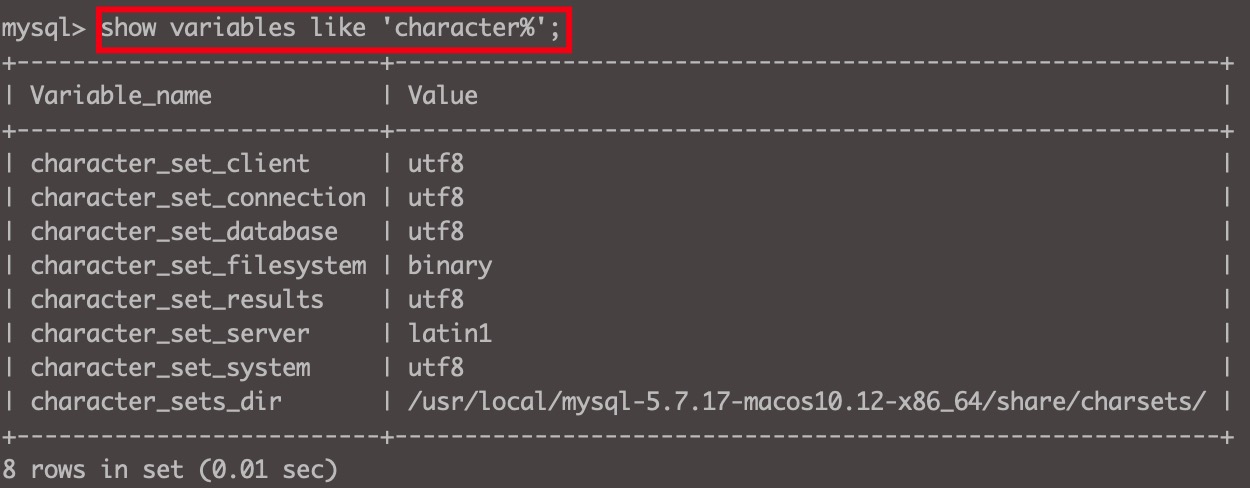 mysql> show variables like 'character%';
+--------------------------+----------------------------------------------------------+
| Variable_name            | Value                                                    |
+--------------------------+----------------------------------------------------------+
| character_set_client     | utf8                                                     |
| character_set_connection | utf8                                                     |
| character_set_database   | utf8                                                     |
| character_set_filesystem | binary                                                   |
| character_set_results    | utf8                                                     |
| character_set_server     | latin1                                                   |
| character_set_system     | utf8                                                     |
| character_sets_dir       | /usr/local/mysql-5.7.17-macos10.12-x86_64/share/charsets/ |
+--------------------------+----------------------------------------------------------+
8 rows in set (0.01 sec)